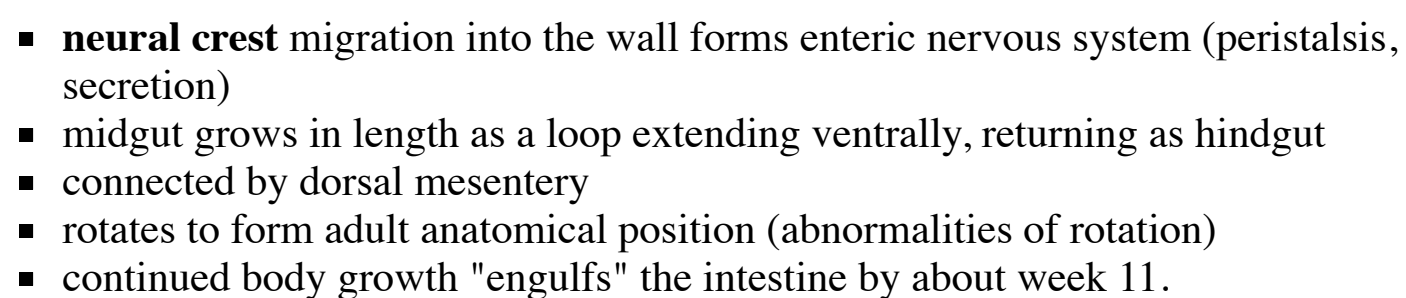 ▪ neural crest migration into the wall forms enteric nervous system (peristalsis,
secretion)
▪ midgut grows in length as a loop extending ventrally, returning as hindgut
▪ connected by dorsal mesentery
▪ rotates to form adult anatomical position (abnormalities of rotation)
▪ continued body growth "engulfs" the intestine by about week 11.